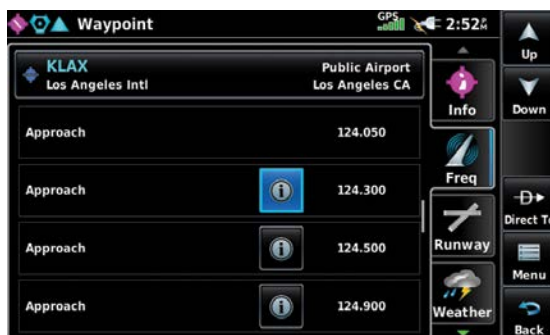 Waypoint
GPS
2:52
Up
KLAX
Public Airport
Los Angeles Intl
Los Angeles CA
Info
Down
Approach
124.050
Freq
Approach
124.300
Direct To
Approach
124.500
Runway
Menu
Approach
124.900
Weather
Back